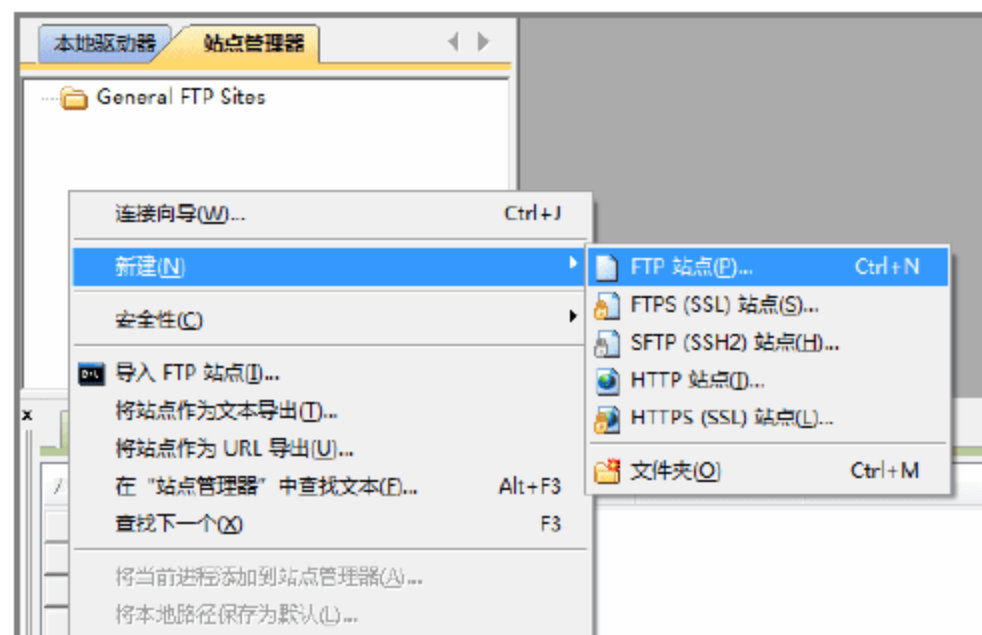 本地驱动器 站点管理器
General FTP Sites
连接向导(W)... Ctrl+J
新建(N)
FTP 站点(P)... Ctrl+N
FTPS (SSL) 站点(S)...
SFTP (SSH2) 站点(H)...
HTTP 站点(T)...
HTTPS (SSL) 站点(L)...
文件夹(O) Ctrl+M
安全性(C)
导入 FTP 站点(I)...
将站点作为文本导出(T)...
将站点作为 URL 导出(U)...
在“站点管理器”中查找文本(F)... Alt+F3
查找下一个(X) F3
将当前进程添加到站点管理器(A)...
将本地路径保存为默认(L)...